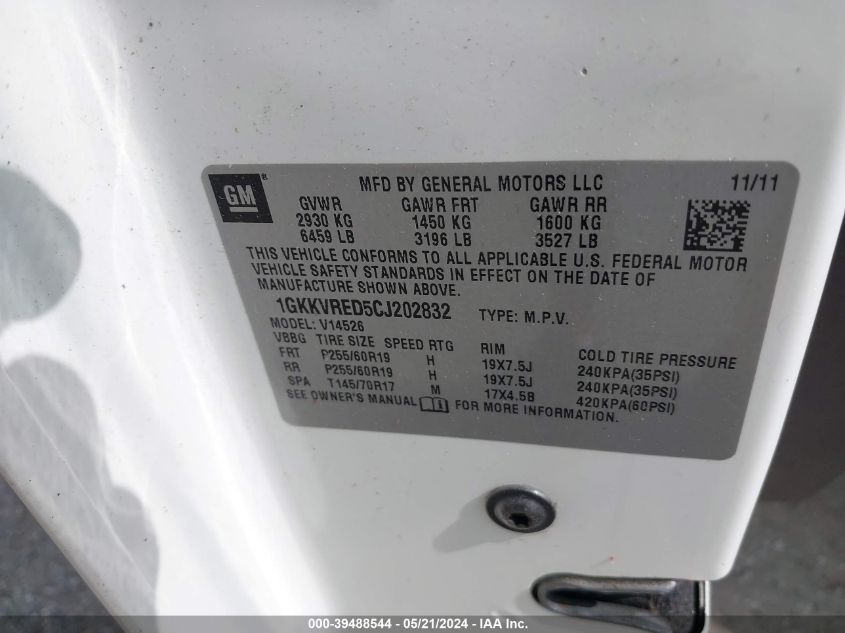 GM ® MFD BY GENERAL MOTORS LLC 11/11
GVWR GAWR FRT GAWR RR
2930 KG 1450 KG 1600 KG
6459 LB 3196 LB 3527 LB
THIS VEHICLE CONFORMS TO ALL APPLICABLE U.S. FEDERAL MOTOR
VEHICLE SAFETY STANDARDS IN EFFECT ON THE DATE OF
MANUFACTURE SHOWN ABOVE.
1GKKVRED5CJ202832 TYPE: M.P.V.
MODEL: V14526
VBBG TIRE SIZE SPEED RTG RIM COLD TIRE PRESSURE
FRT P255/60R19 H 19X7.5J 240KPA(35PSI)
RR P255/60R19 H 19X7.5J 240KPA(35PSI)
SPA T145/70R17 M 17X4.5B 420KPA(60PSI)
SEE OWNER'S MANUAL FOR MORE INFORMATION.
000-39488544 - 05/21/2024 - IAA Inc.